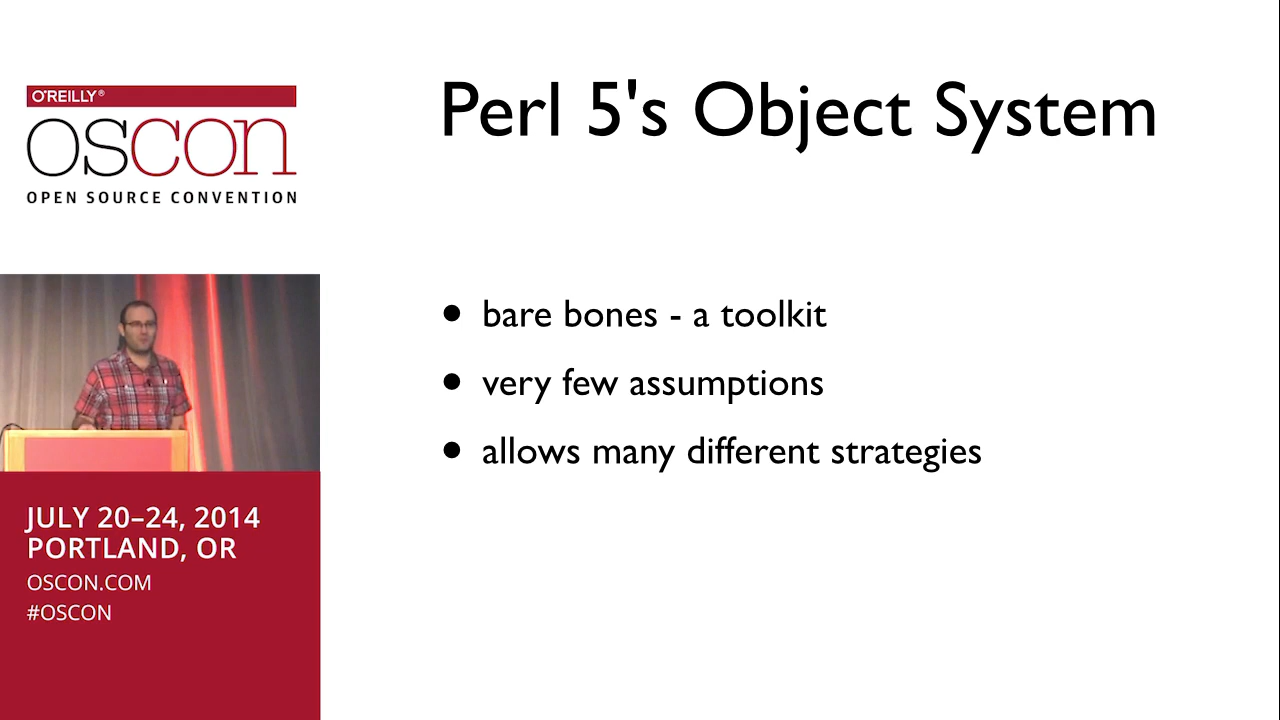 O'REILLY®
OSCON
OPEN SOURCE CONVENTION
JULY 20–24, 2014
PORTLAND, OR
OSCON.COM
#OSCON
Perl 5's Object System
• bare bones - a toolkit
• very few assumptions
• allows many different strategies